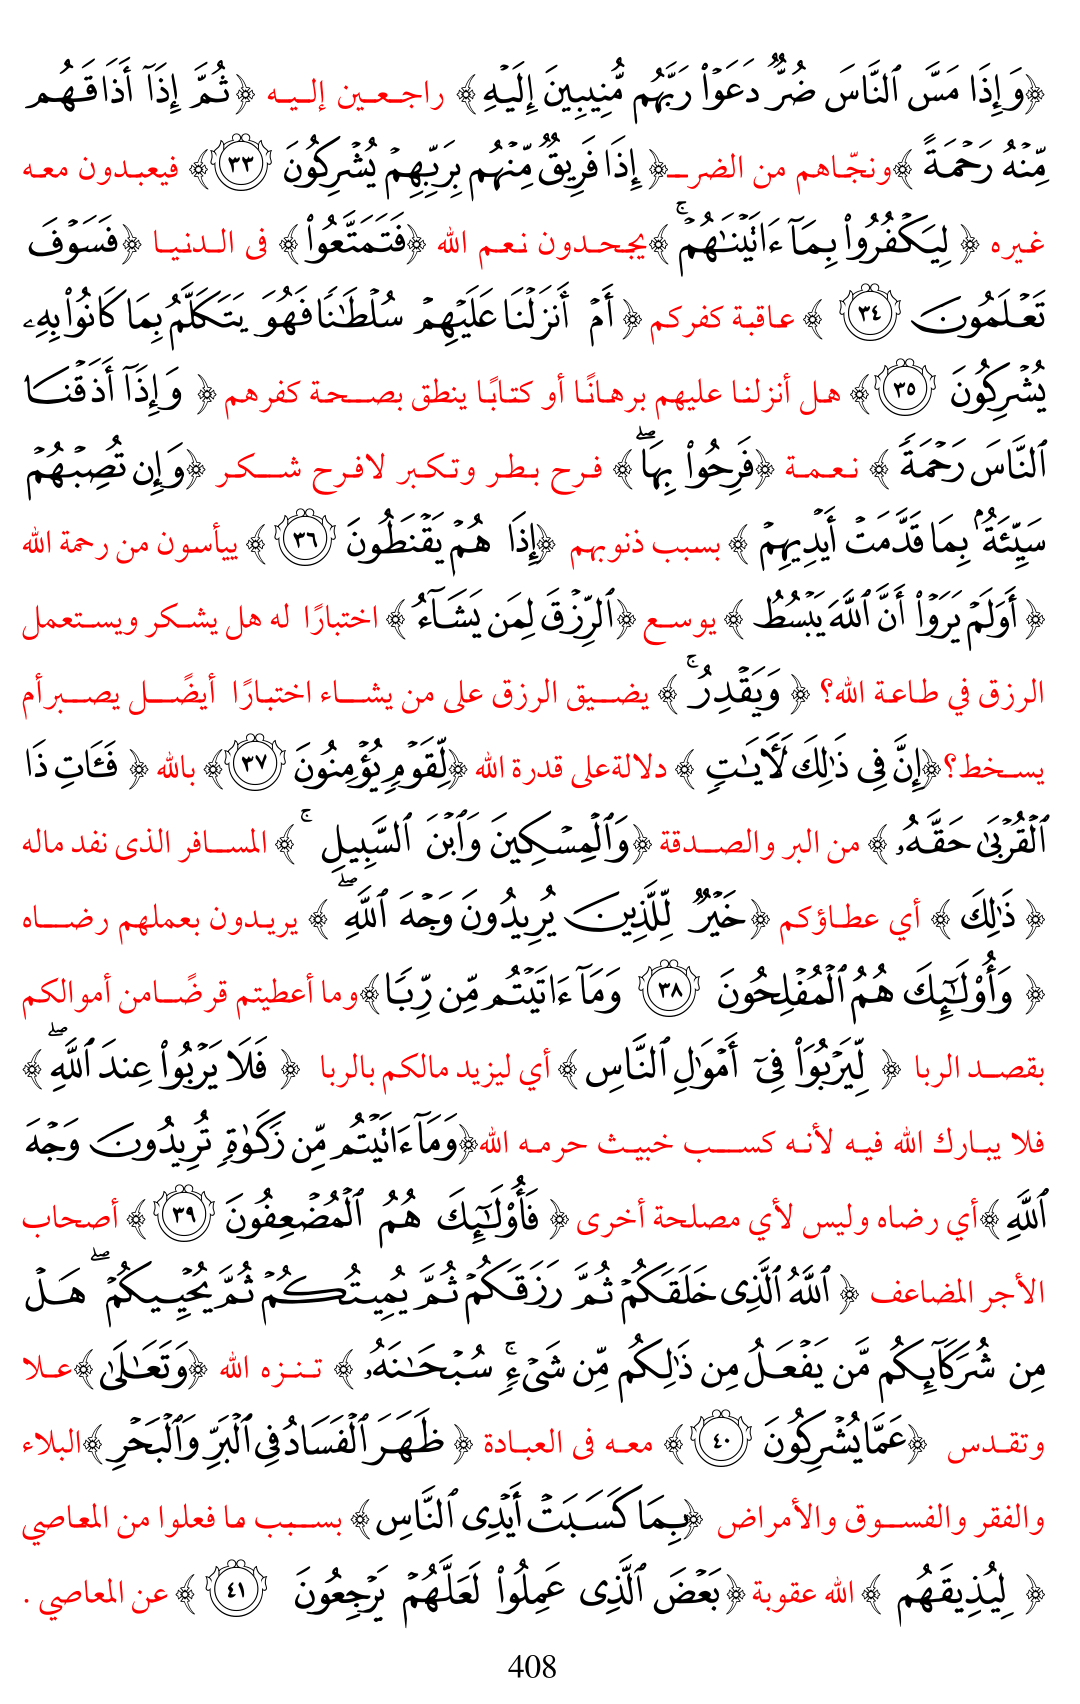 ﴿وَإِذَا مَسَّ ٱلنَّاسَ ضُرٌّ دَعَوْا۟ رَبَّهُم مُّنِيبِينَ إِلَيْهِ ﴾ راجعين إليه ﴿ثُمَّ إِذَآ أَذَاقَهُم
مِّنْهُ رَحْمَةً ﴾ونجّاهم من الضر ﴿ إِذَا فَرِيقٌ مِّنْهُم بِرَبِّهِمْ يُشْرِكُونَ ٣٣﴾ فيعبدون معه
غيره ﴿ لِيَكْفُرُوا۟ بِمَآ ءَاتَيْنَٰهُمْ ۚ ﴾يجحدون نعم الله ﴿فَتَمَتَّعُوا۟ ﴾ فى الدنيا ﴿فَسَوْفَ
تَعْلَمُونَ ٣٤ ﴾ عاقبة كفركم ﴿ أَمْ أَنزَلْنَا عَلَيْهِمْ سُلْطَٰنًا فَهُوَ يَتَكَلَّمُ بِمَا كَانُوا۟ بِهِۦ
يُشْرِكُونَ ٣٥﴾ هل أنزلنا عليهم برهانًا أو كتابًا ينطق بصحة كفرهم ﴿ وَإِذَآ أَذَقْنَا
ٱلنَّاسَ رَحْمَةً ﴾ نعمة ﴿فَرِحُوا۟ بِهَا ۖ ﴾ فرح بطر وتكبر لافرح شكر ﴿وَإِن تُصِبْهُمْ
سَيِّئَةٌۢ بِمَا قَدَّمَتْ أَيْدِيهِمْ ﴾ بسبب ذنوبهم ﴿إِذَا هُمْ يَقْنَطُونَ ٣٦ ﴾ ييأسون من رحمة الله
﴿ أَوَلَمْ يَرَوْا۟ أَنَّ ٱللَّهَ يَبْسُطُ ﴾ يوسع ﴿ٱلرِّزْقَ لِمَن يَشَآءُ ﴾ اختبارًا له هل يشكر ويستعمل
الرزق في طاعة الله؟ ﴿ وَيَقْدِرُ ۚ ﴾ يضيق الرزق على من يشاء اختبارًا أيضًل يصبرأم
يسخط؟﴿إِنَّ فِى ذَٰلِكَ لَءَايَٰتٍ ﴾ دلالةعلى قدرة الله ﴿لِّقَوْمٍ يُؤْمِنُونَ ٣٧﴾ بالله ﴿ فَـَٔاتِ ذَا
ٱلْقُرْبَىٰ حَقَّهُۥ ﴾ من البر والصدقة ﴿وَٱلْمِسْكِينَ وَٱبْنَ ٱلسَّبِيلِ ۚ ﴾ المسافر الذى نفد ماله
﴿ ذَٰلِكَ ﴾ أي عطاؤكم ﴿خَيْرٌ لِّلَّذِينَ يُرِيدُونَ وَجْهَ ٱللَّهِ ۖ ﴾ يريدون بعملهم رضاه
﴿ وَأُو۟لَٰٓئِكَ هُمُ ٱلْمُفْلِحُونَ ٣٨ وَمَآ ءَاتَيْتُم مِّن رِّبًا ﴾وما أعطيتم قرضًامن أموالكم
بقصد الربا ﴿ لِّيَرْبُوَا۟ فِىٓ أَمْوَٰلِ ٱلنَّاسِ ﴾ أي ليزيد مالكم بالربا ﴿ فَلَا يَرْبُوا۟ عِندَ ٱللَّهِ ۖ ﴾
فلا يبارك الله فيه لأنه كسب خبيث حرمه الله﴿وَمَآ ءَاتَيْتُم مِّن زَكَوٰةٍ تُرِيدُونَ وَجْهَ
ٱللَّهِ ﴾أي رضاه وليس لأي مصلحة أخرى ﴿ فَأُو۟لَٰٓئِكَ هُمُ ٱلْمُضْعِفُونَ ٣٩ ﴾ أصحاب
الأجر المضاعف ﴿ ٱللَّهُ ٱلَّذِى خَلَقَكُمْ ثُمَّ رَزَقَكُمْ ثُمَّ يُمِيتُكُمْ ثُمَّ يُحْيِيكُمْ ۖ هَلْ
مِن شُرَكَآئِكُم مَّن يَفْعَلُ مِن ذَٰلِكُم مِّن شَىْءٍ ۚ سُبْحَٰنَهُۥ ﴾ تنزه الله ﴿وَتَعَٰلَىٰ ﴾علا
وتقدس ﴿عَمَّا يُشْرِكُونَ ٤٠ ﴾ معه فى العبادة ﴿ ظَهَرَ ٱلْفَسَادُ فِى ٱلْبَرِّ وَٱلْبَحْرِ ﴾البلاء
والفقر والفسوق والأمراض ﴿بِمَا كَسَبَتْ أَيْدِى ٱلنَّاسِ ﴾ بسبب ما فعلوا من المعاصي
﴿ لِيُذِيقَهُم ﴾ الله عقوبة ﴿بَعْضَ ٱلَّذِى عَمِلُوا۟ لَعَلَّهُمْ يَرْجِعُونَ ٤١ ﴾ عن المعاصي .
408